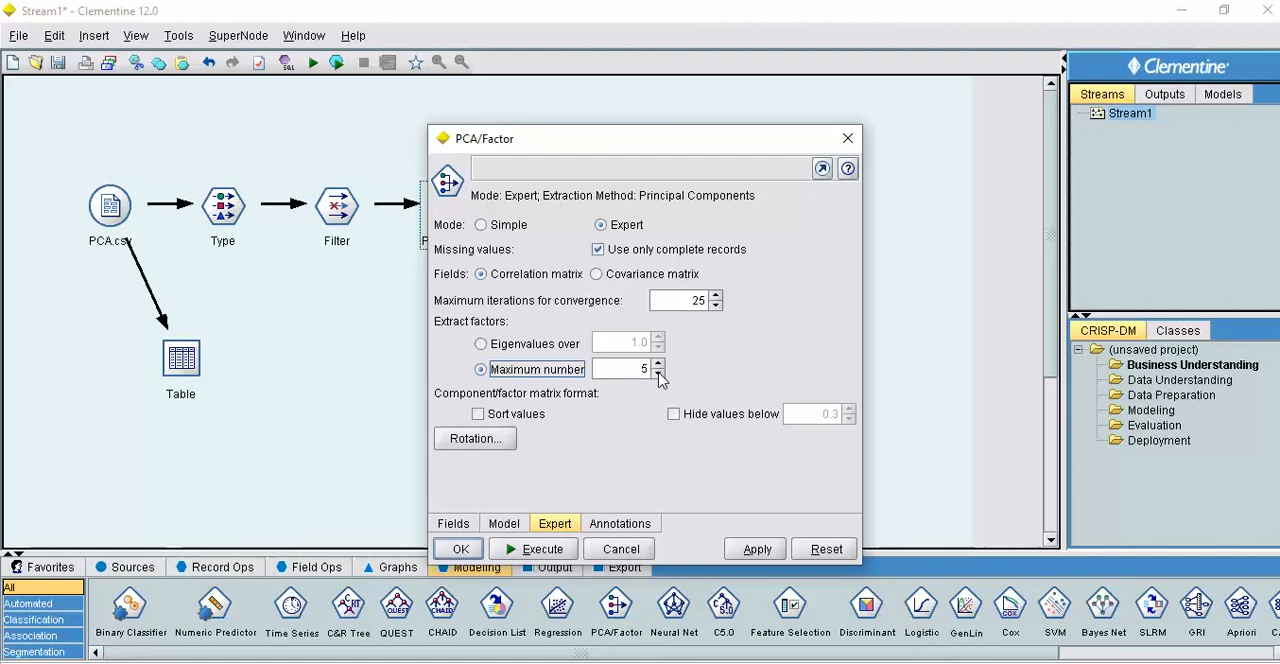 Stream1* - Clementine 12.0
File Edit Insert View Tools SuperNode Window Help
SQL
Clementine
Streams Outputs Models
Stream1
PCA/Factor
Mode: Expert; Extraction Method: Principal Components
Mode: Simple Expert
Missing values: Use only complete records
Fields: Correlation matrix Covariance matrix
Maximum iterations for convergence: 25
Extract factors:
Eigenvalues over 1.0
Maximum number 5
Component/factor matrix format:
Sort values Hide values below 0.3
Rotation...
Fields Model Expert Annotations
OK Execute Cancel Apply Reset
PCA.csv
Type
Filter
Table
CRISP-DM Classes
(unsaved project)
Business Understanding
Data Understanding
Data Preparation
Modeling
Evaluation
Deployment
Favorites Sources Record Ops Field Ops Graphs Modeling Output Export
All
Automated
Classification
Association
Segmentation
Binary Classifier Numeric Predictor Time Series C&R Tree QUEST CHAID Decision List Regression PCA/Factor Neural Net C5.0 Feature Selection Discriminant Logistic GenLin Cox SVM Bayes Net SLRM GRI Apriori